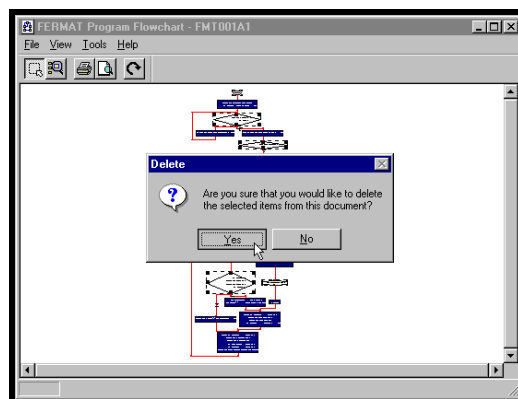 FERMAT Program Flowchart - FMT001A1
File View Tools Help
Delete
Are you sure that you would like to delete
the selected items from this document?
Yes No